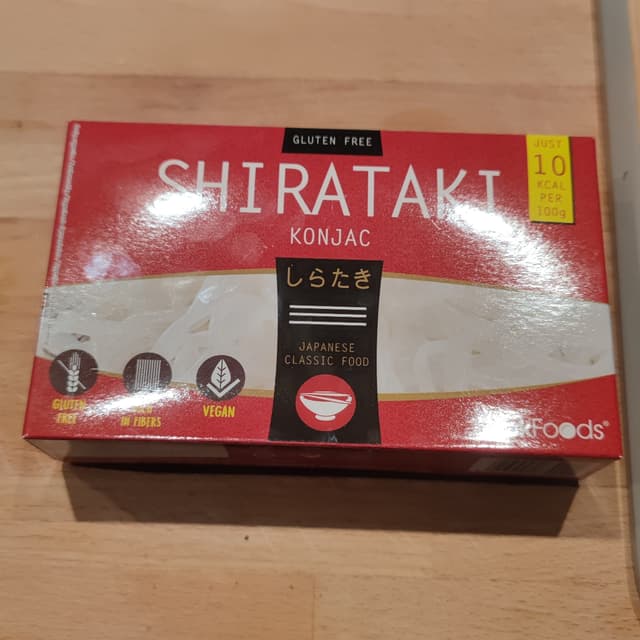 GLUTEN FREE
SHIRATAKI
KONJAC
JUST
10
KCAL
PER
100g
しらたき
JAPANESE
CLASSIC FOOD
GLUTEN
FREE
IN FIBERS
VEGAN